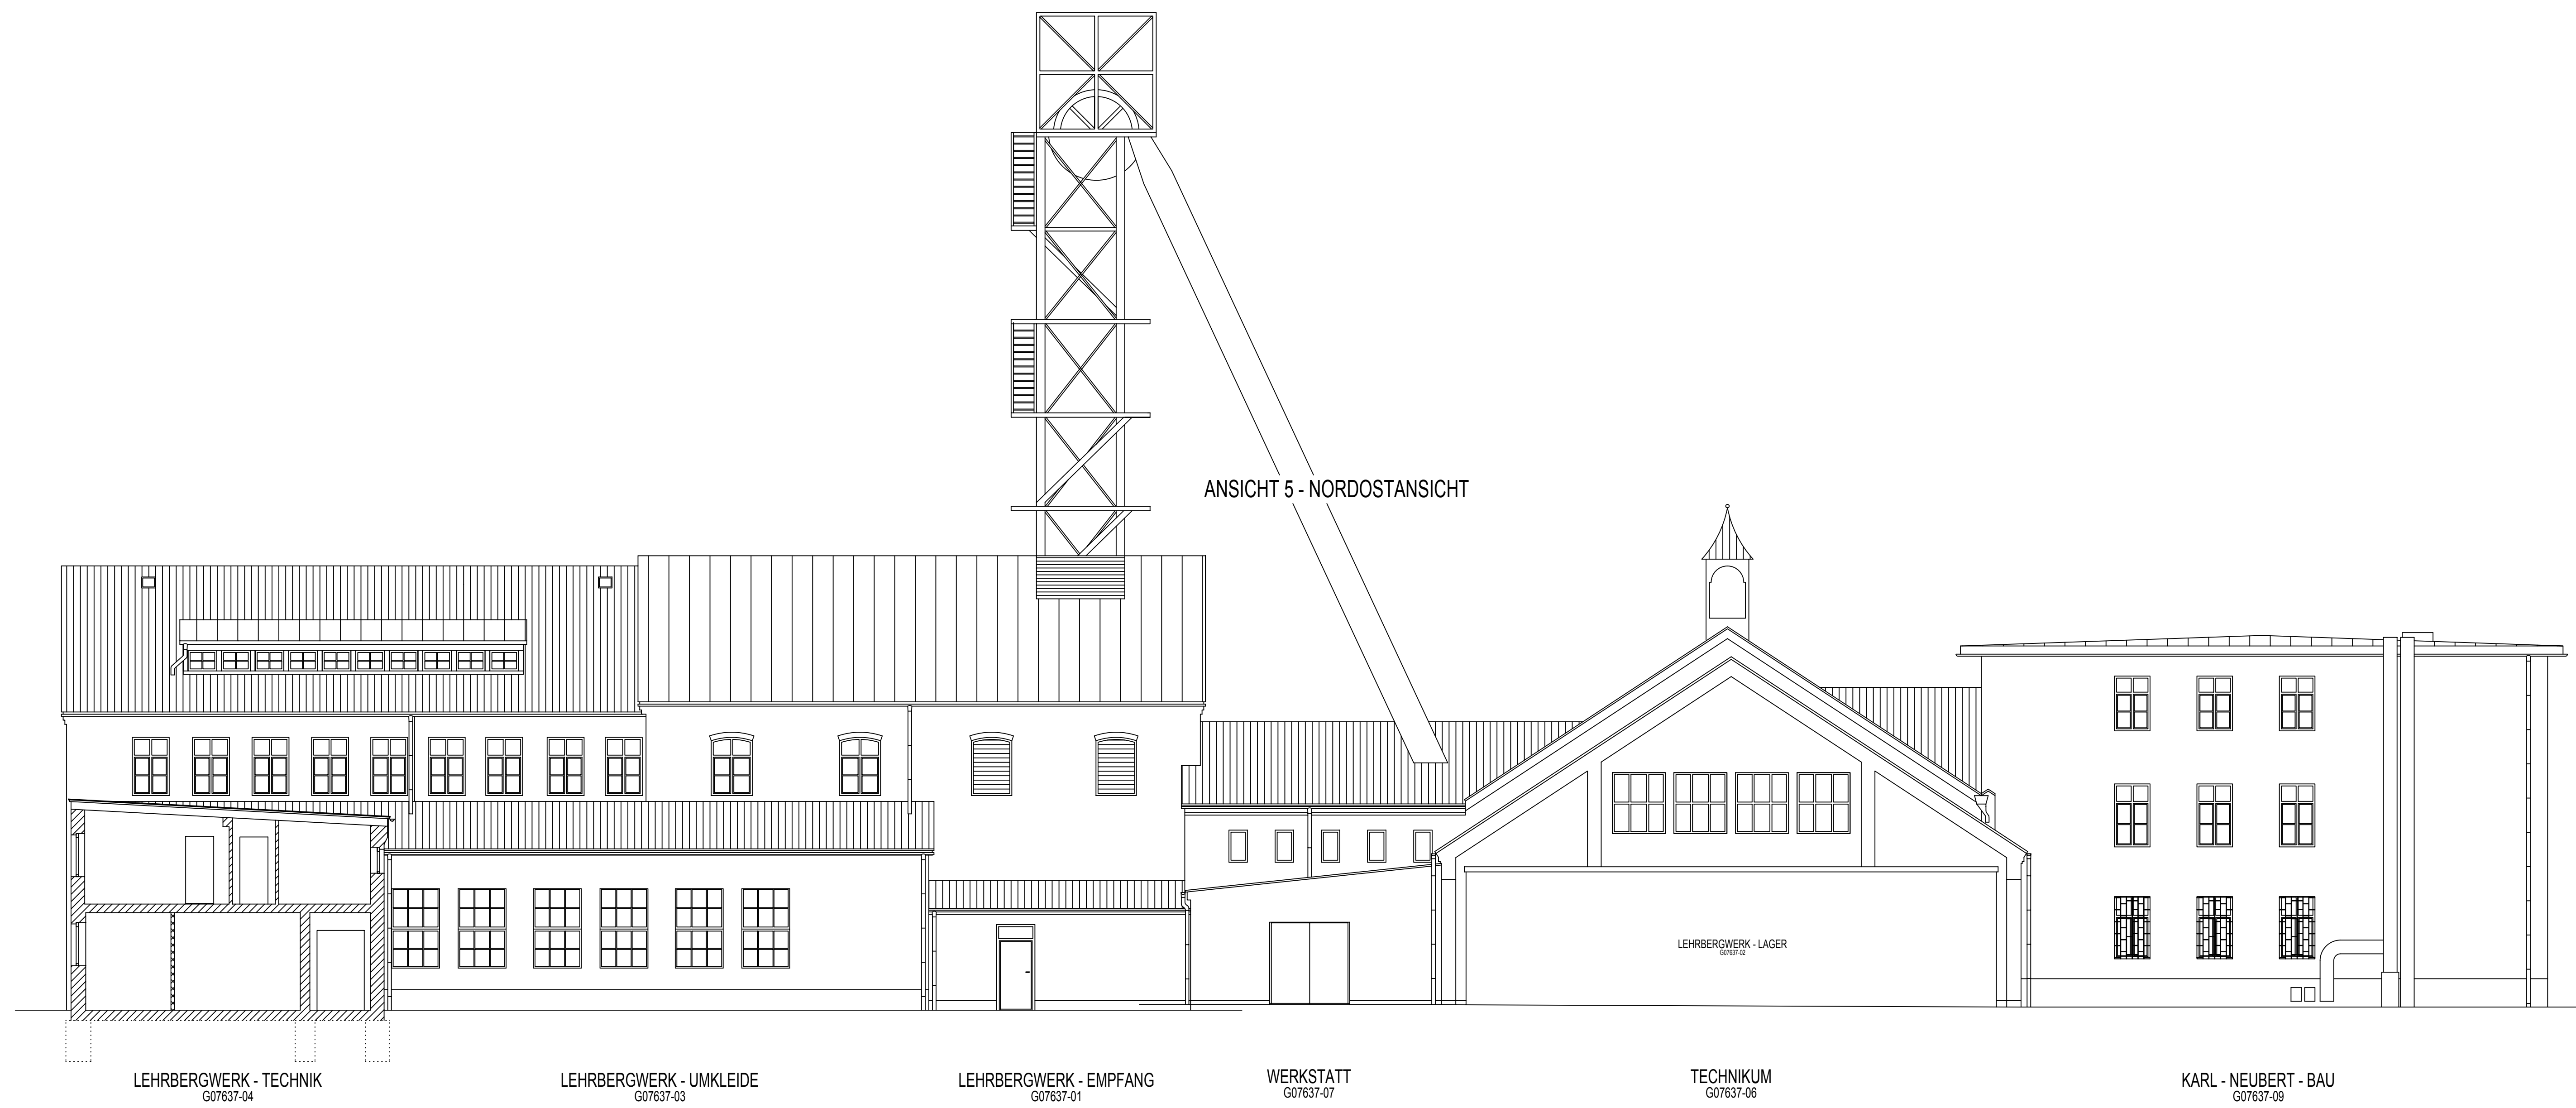 ANSICHT 5 - NORDOSTANSICHT
LEHRBERGWERK - LAGER
G07637-02
LEHRBERGWERK - TECHNIK
G07637-04
LEHRBERGWERK - UMKLEIDE
G07637-03
LEHRBERGWERK - EMPFANG
G07637-01
WERKSTATT
G07637-07
TECHNIKUM
G07637-06
KARL - NEUBERT - BAU
G07637-09